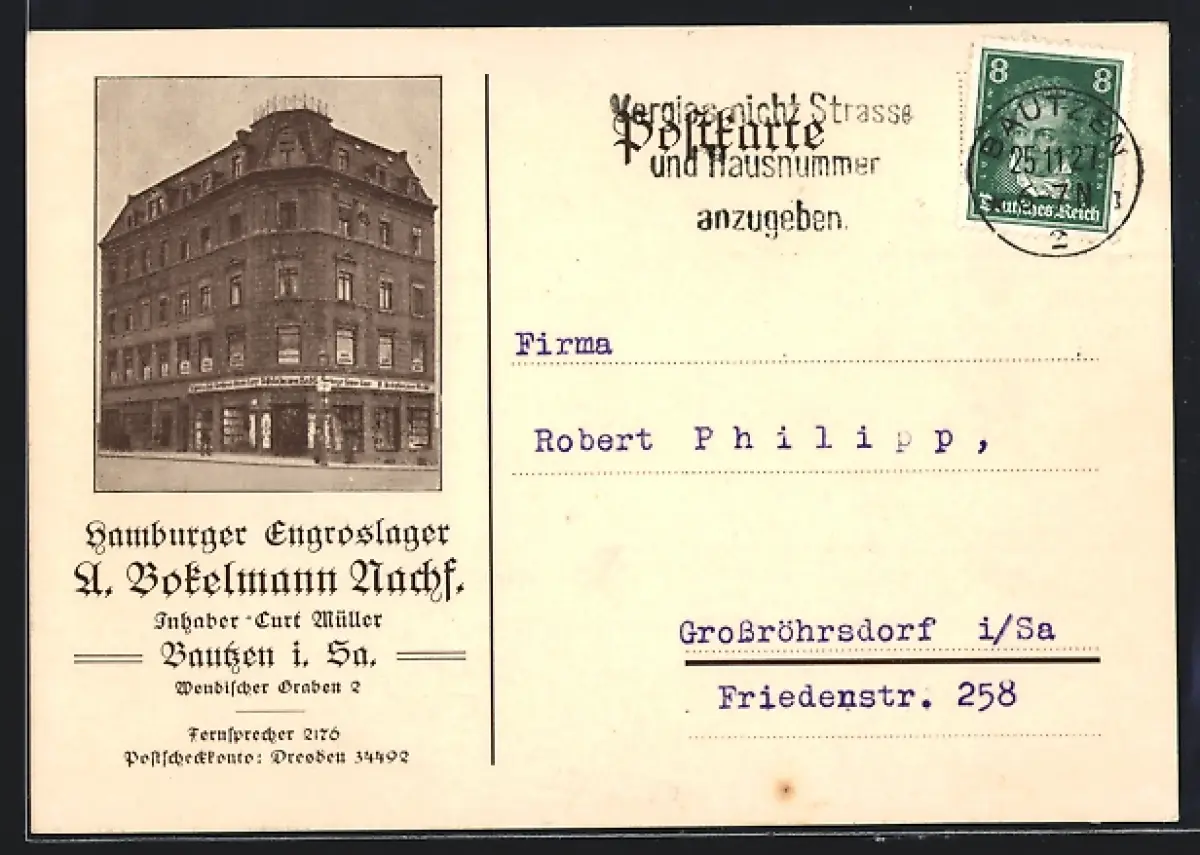 Hamburger Engroslager
A. Bokelmann Nachf.
Inhaber Curt Müller
Bautzen i. Sa.
Wendischer Graben 2
Fernsprecher 2176
Postscheckkonto: Dresden 34492
Postkarte
Vergiss nicht Strasse
und Hausnummer
anzugeben.
8 8
Deutsches Reich
BAUTZEN
25.11.27
2
Firma
Robert Philipp,
Großröhrsdorf i/Sa
Friedenstr. 258